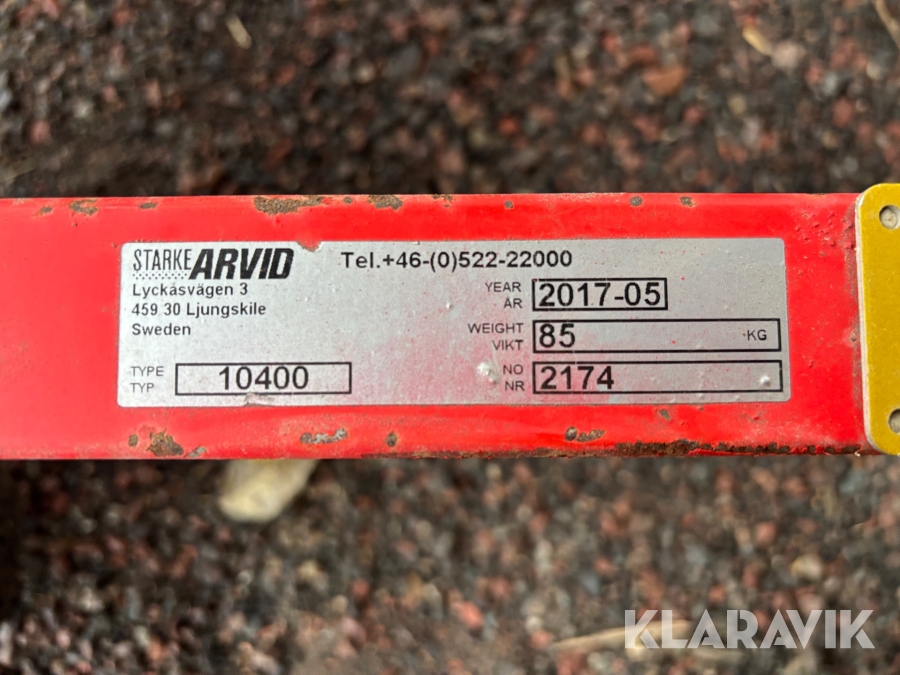 STARKE ARVID
Lyckåsvägen 3
459 30 Ljungskile
Sweden
TYPE
TYP
10400
Tel.+46-(0)522-22000
YEAR
ÅR
2017-05
WEIGHT
VIKT
85 KG
NO
NR
2174
KLARAVIK